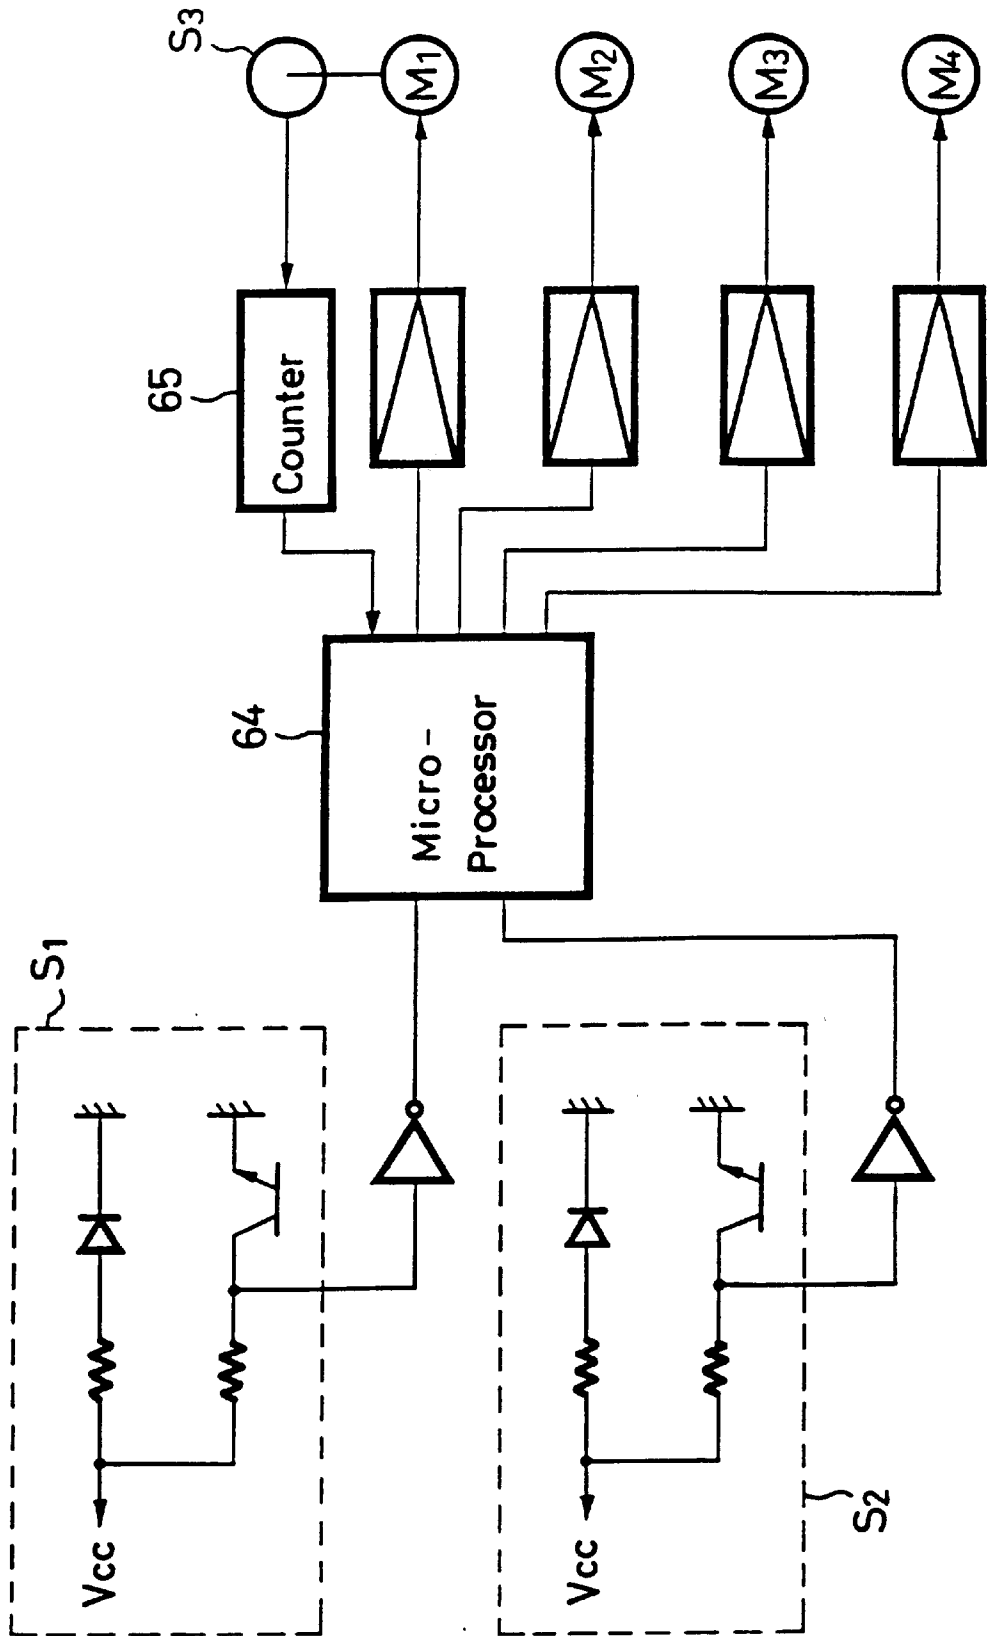 S1
Vcc
S2
Vcc
64
Micro-
Processor
65
Counter
S3
M1
M2
M3
M4